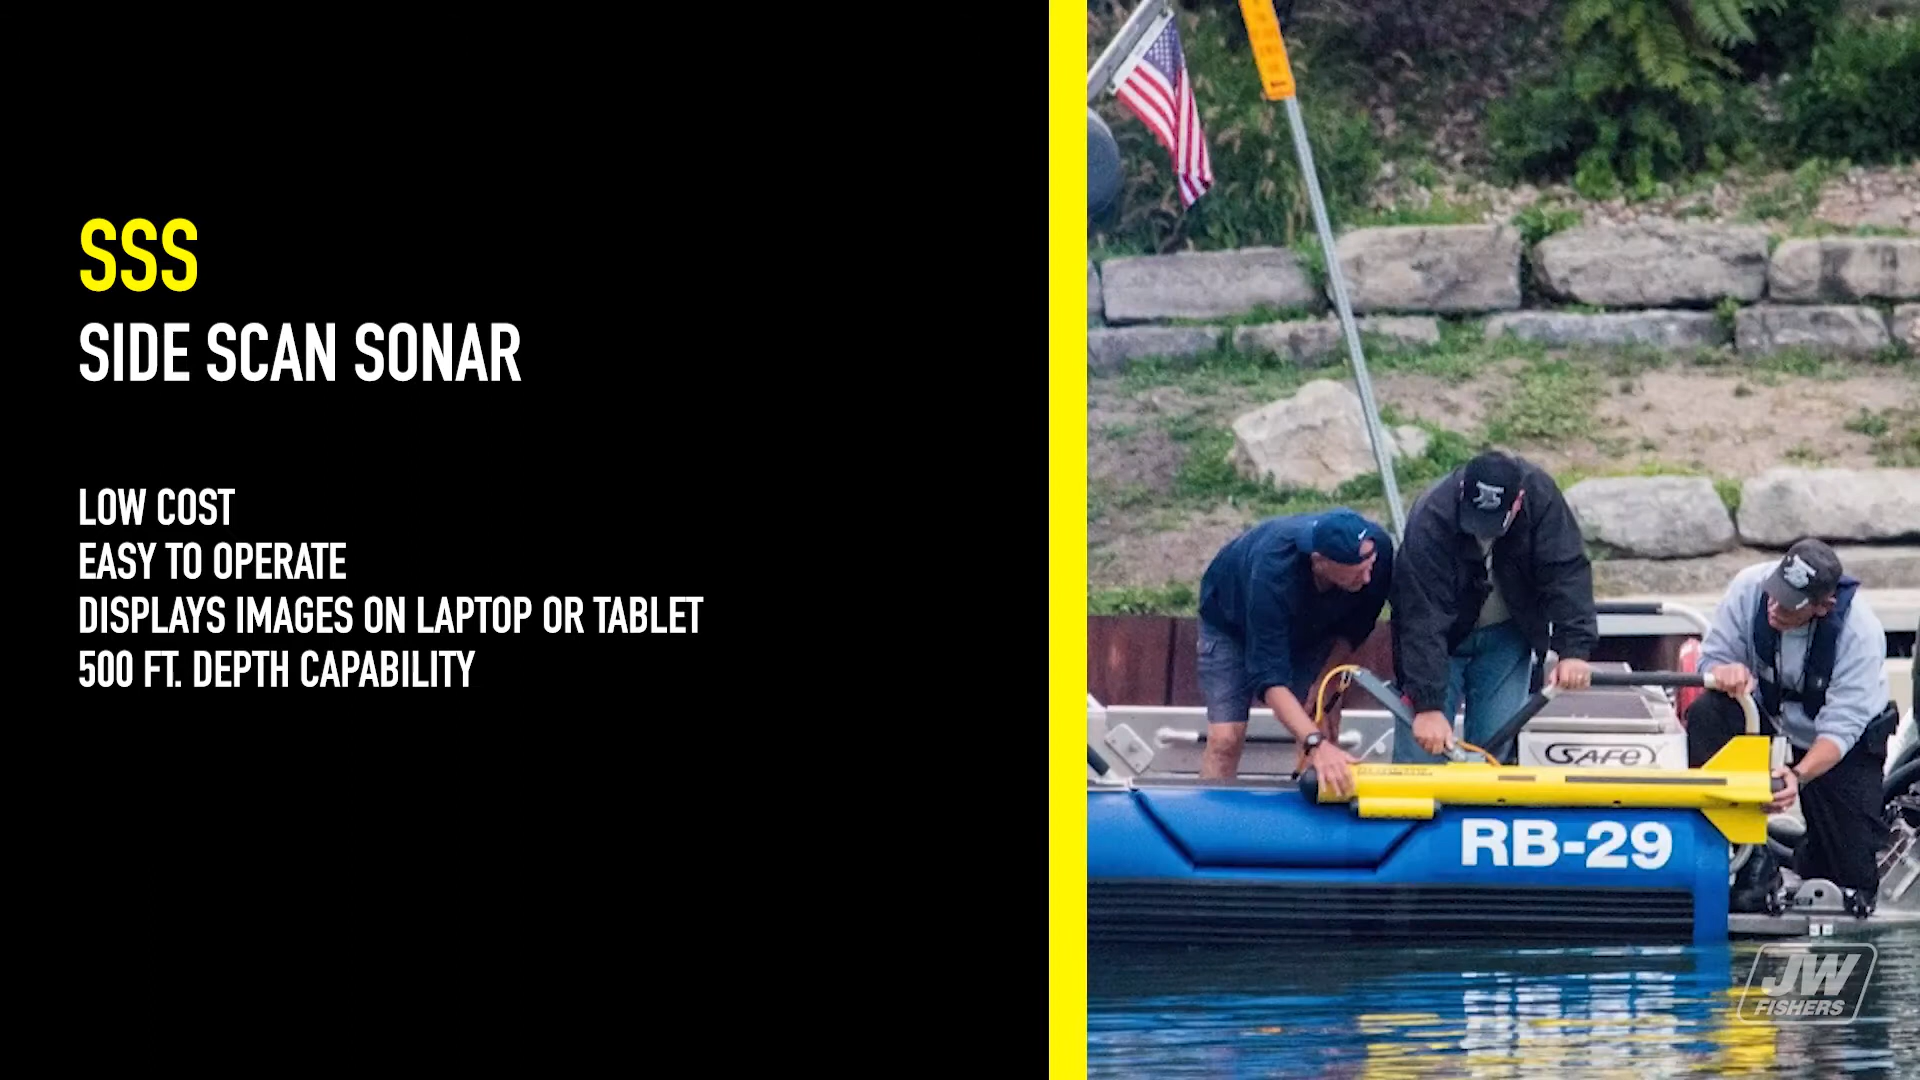 SSS
SIDE SCAN SONAR
LOW COST
EASY TO OPERATE
DISPLAYS IMAGES ON LAPTOP OR TABLET
500 FT. DEPTH CAPABILITY
SAFE
RB-29
JW
FISHERS